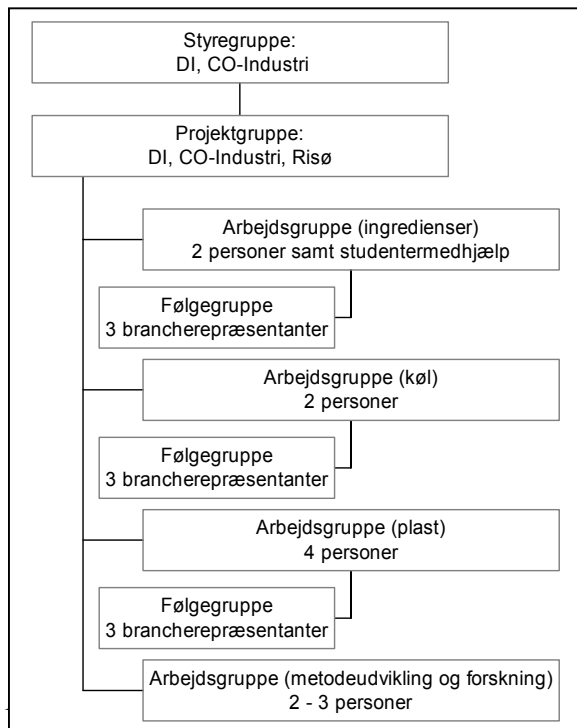 Styregruppe:
DI, CO-Industri
Projektgruppe:
DI, CO-Industri, Risø
Arbejdsgruppe (ingredienser)
2 personer samt studentermedhjælp
Følgegruppe
3 brancherepræsentanter
Arbejdsgruppe (køl)
2 personer
Følgegruppe
3 brancherepræsentanter
Arbejdsgruppe (plast)
4 personer
Følgegruppe
3 brancherepræsentanter
Arbejdsgruppe (metodeudvikling og forskning)
2 - 3 personer